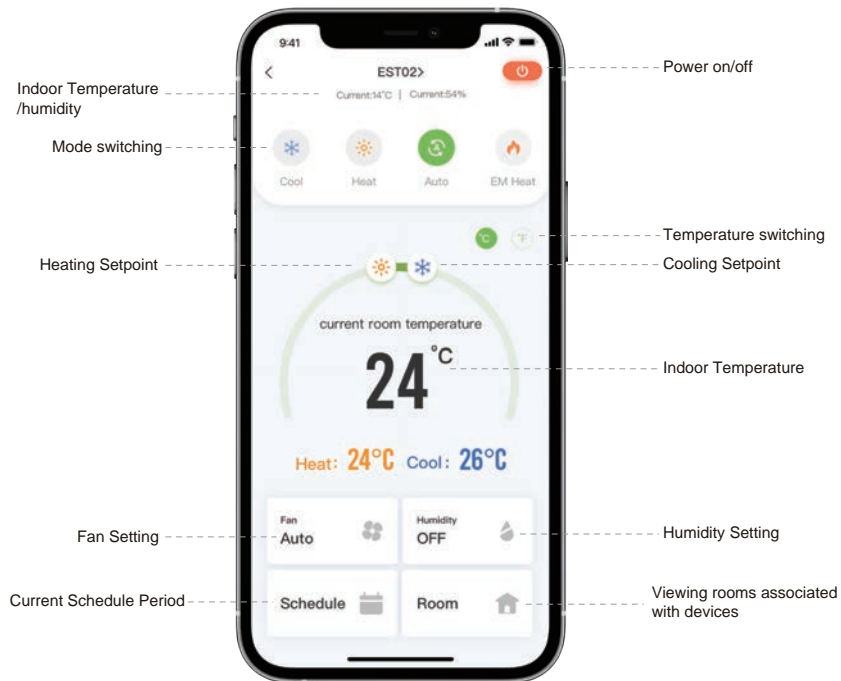 9:41
EST02>
Power on/off
Indoor Temperature
/humidity
Current:14°C | Current:54%
Mode switching
Cool
Heat
Auto
EM Heat
°C
°F
Temperature switching
Heating Setpoint
Cooling Setpoint
current room temperature
24°C
Indoor Temperature
Heat: 24°C Cool: 26°C
Fan
Auto
Humidity
OFF
Fan Setting
Humidity Setting
Current Schedule Period
Schedule
Room
Viewing rooms associated
with devices